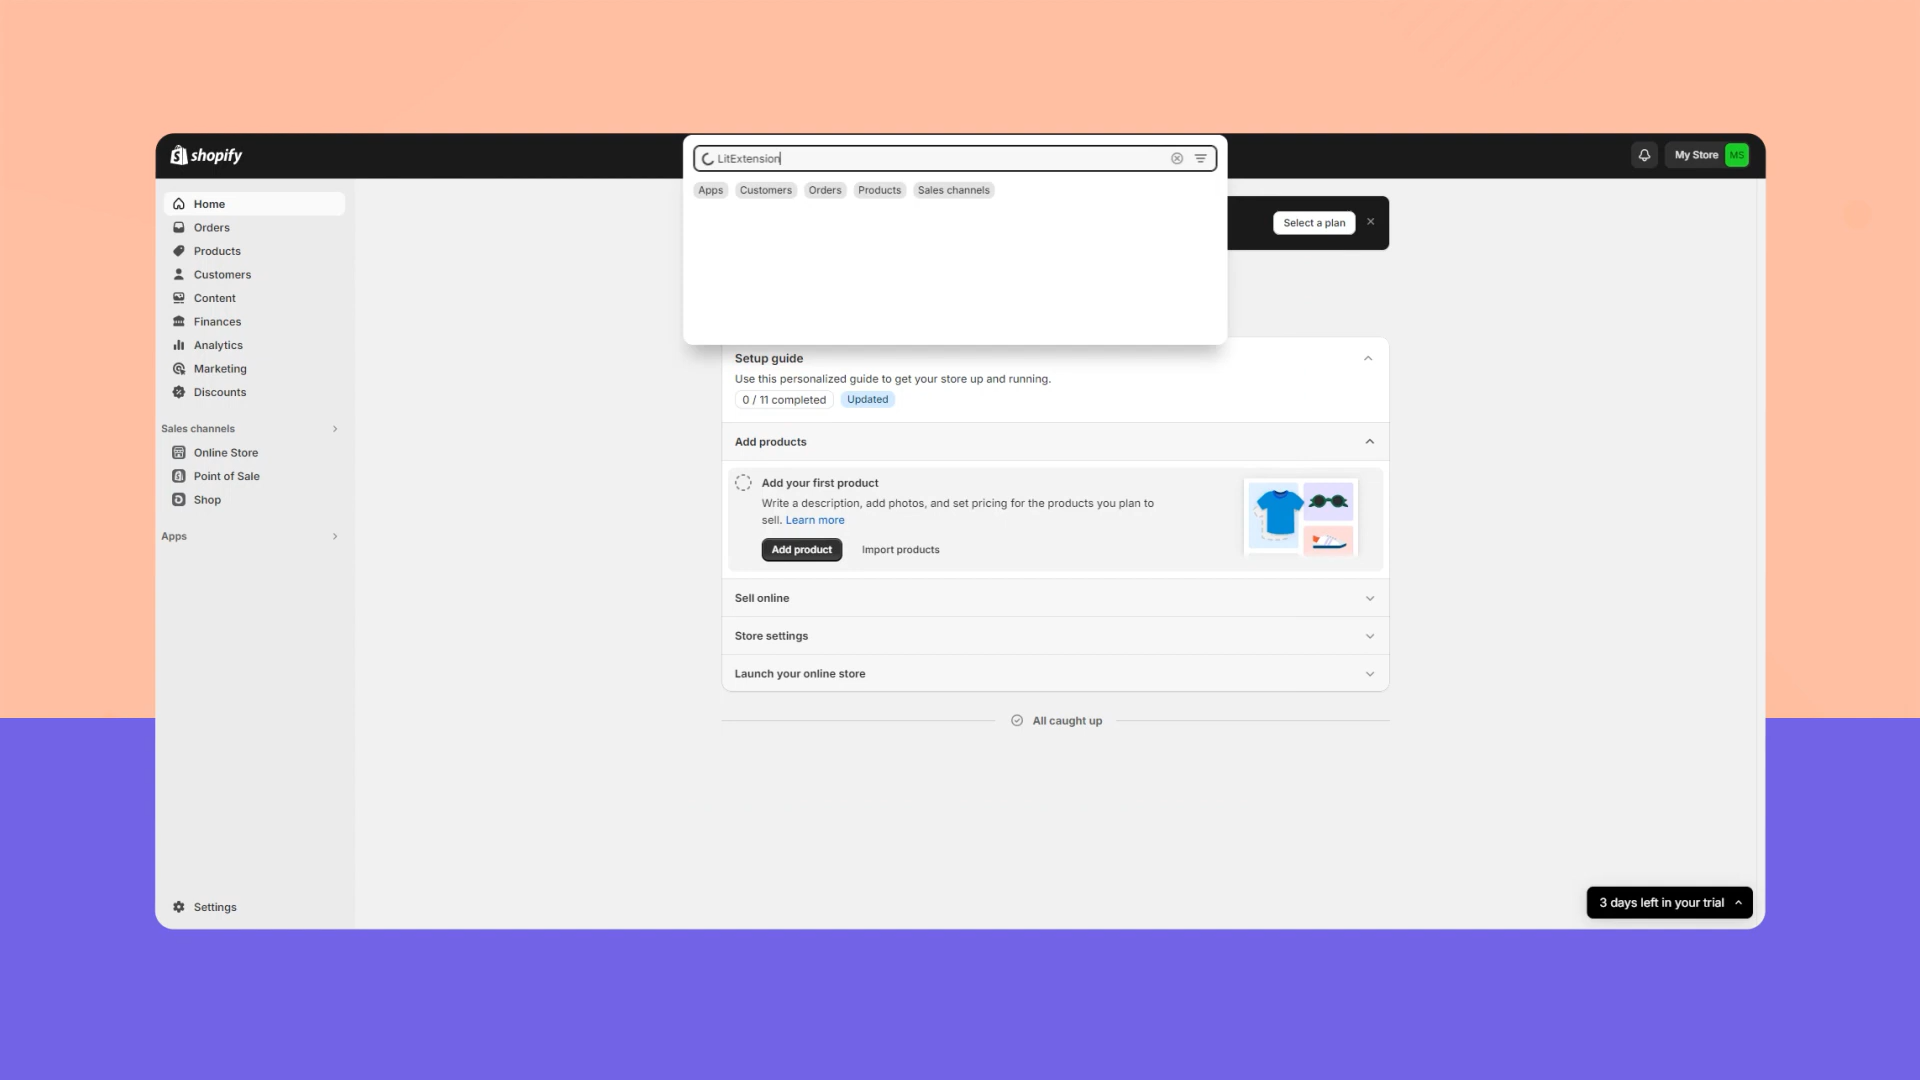 shopify
LitExtension
My Store
MS
Apps
Customers
Orders
Products
Sales channels
Select a plan
Home
Orders
Products
Customers
Content
Finances
Analytics
Marketing
Discounts
Sales channels
Online Store
Point of Sale
Shop
Apps
Settings
Setup guide
Use this personalized guide to get your store up and running.
0 / 11 completed
Updated
Add products
Add your first product
Write a description, add photos, and set pricing for the products you plan to
sell. Learn more
Add product
Import products
Sell online
Store settings
Launch your online store
All caught up
3 days left in your trial